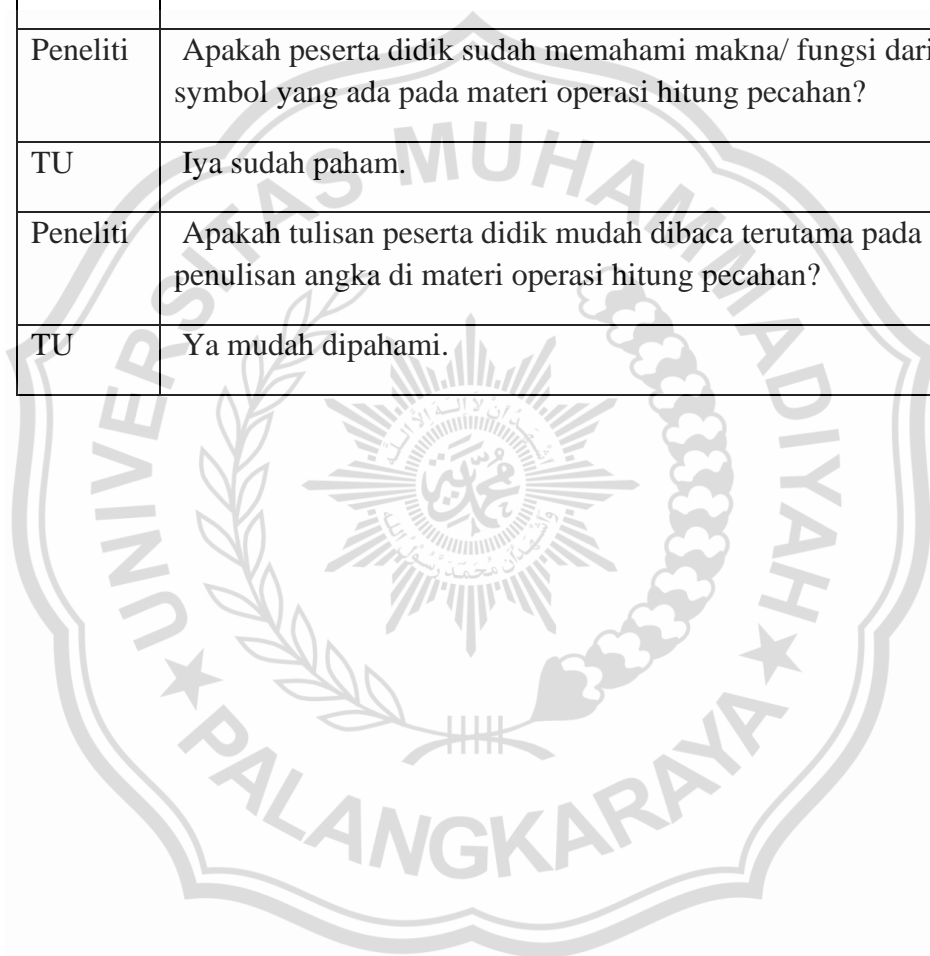 Peneliti
Apakah peserta didik sudah memahami makna/ fungsi dari
symbol yang ada pada materi operasi hitung pecahan?
TU
Iya sudah paham.
Peneliti
Apakah tulisan peserta didik mudah dibaca terutama pada
penulisan angka di materi operasi hitung pecahan?
TU
Ya mudah dipahami.
UNIVERSITAS MUHAMMADIYAH
PALANGKARAYA
محمد